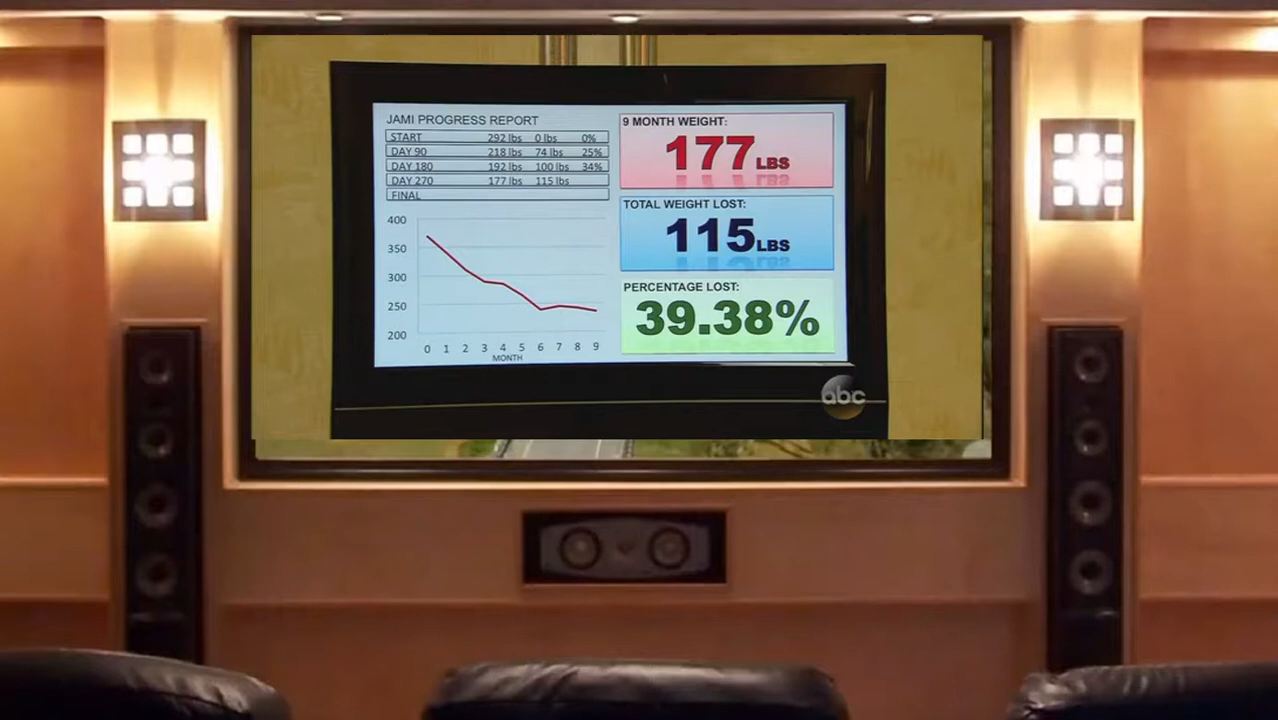 JAMI PROGRESS REPORT
START 292 lbs 0 lbs 0%
DAY 90 218 lbs 74 lbs 25%
DAY 180 192 lbs 100 lbs 34%
DAY 270 177 lbs 115 lbs
FINAL
400
350
300
250
200
0 1 2 3 4 5 6 7 8 9
MONTH
9 MONTH WEIGHT:
177 LBS
TOTAL WEIGHT LOST:
115 LBS
PERCENTAGE LOST:
39.38%
abc